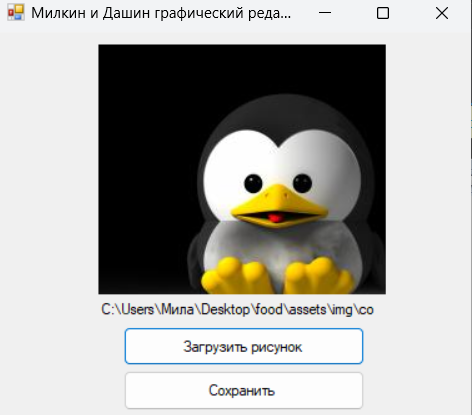 Милкин и Дашин графический реда...
C:\Users\Мила\Desktop\food\assets\img\co
Загрузить рисунок
Сохранить